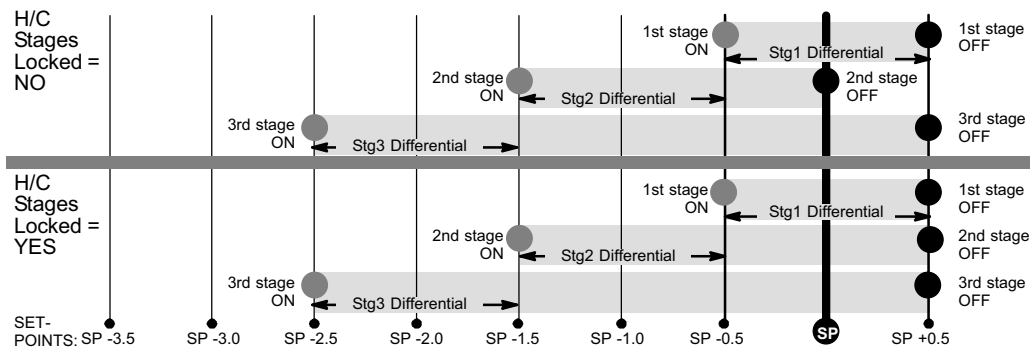 H/C
Stages
Locked =
NO
1st stage
ON
Stg1 Differential
1st stage
OFF
2nd stage
ON
Stg2 Differential
2nd stage
OFF
3rd stage
ON
Stg3 Differential
3rd stage
OFF
H/C
Stages
Locked =
YES
1st stage
ON
Stg1 Differential
1st stage
OFF
2nd stage
ON
Stg2 Differential
2nd stage
OFF
3rd stage
ON
Stg3 Differential
3rd stage
OFF
SET-
POINTS: SP -3.5 SP -3.0 SP -2.5 SP -2.0 SP -1.5 SP -1.0 SP -0.5 SP SP +0.5